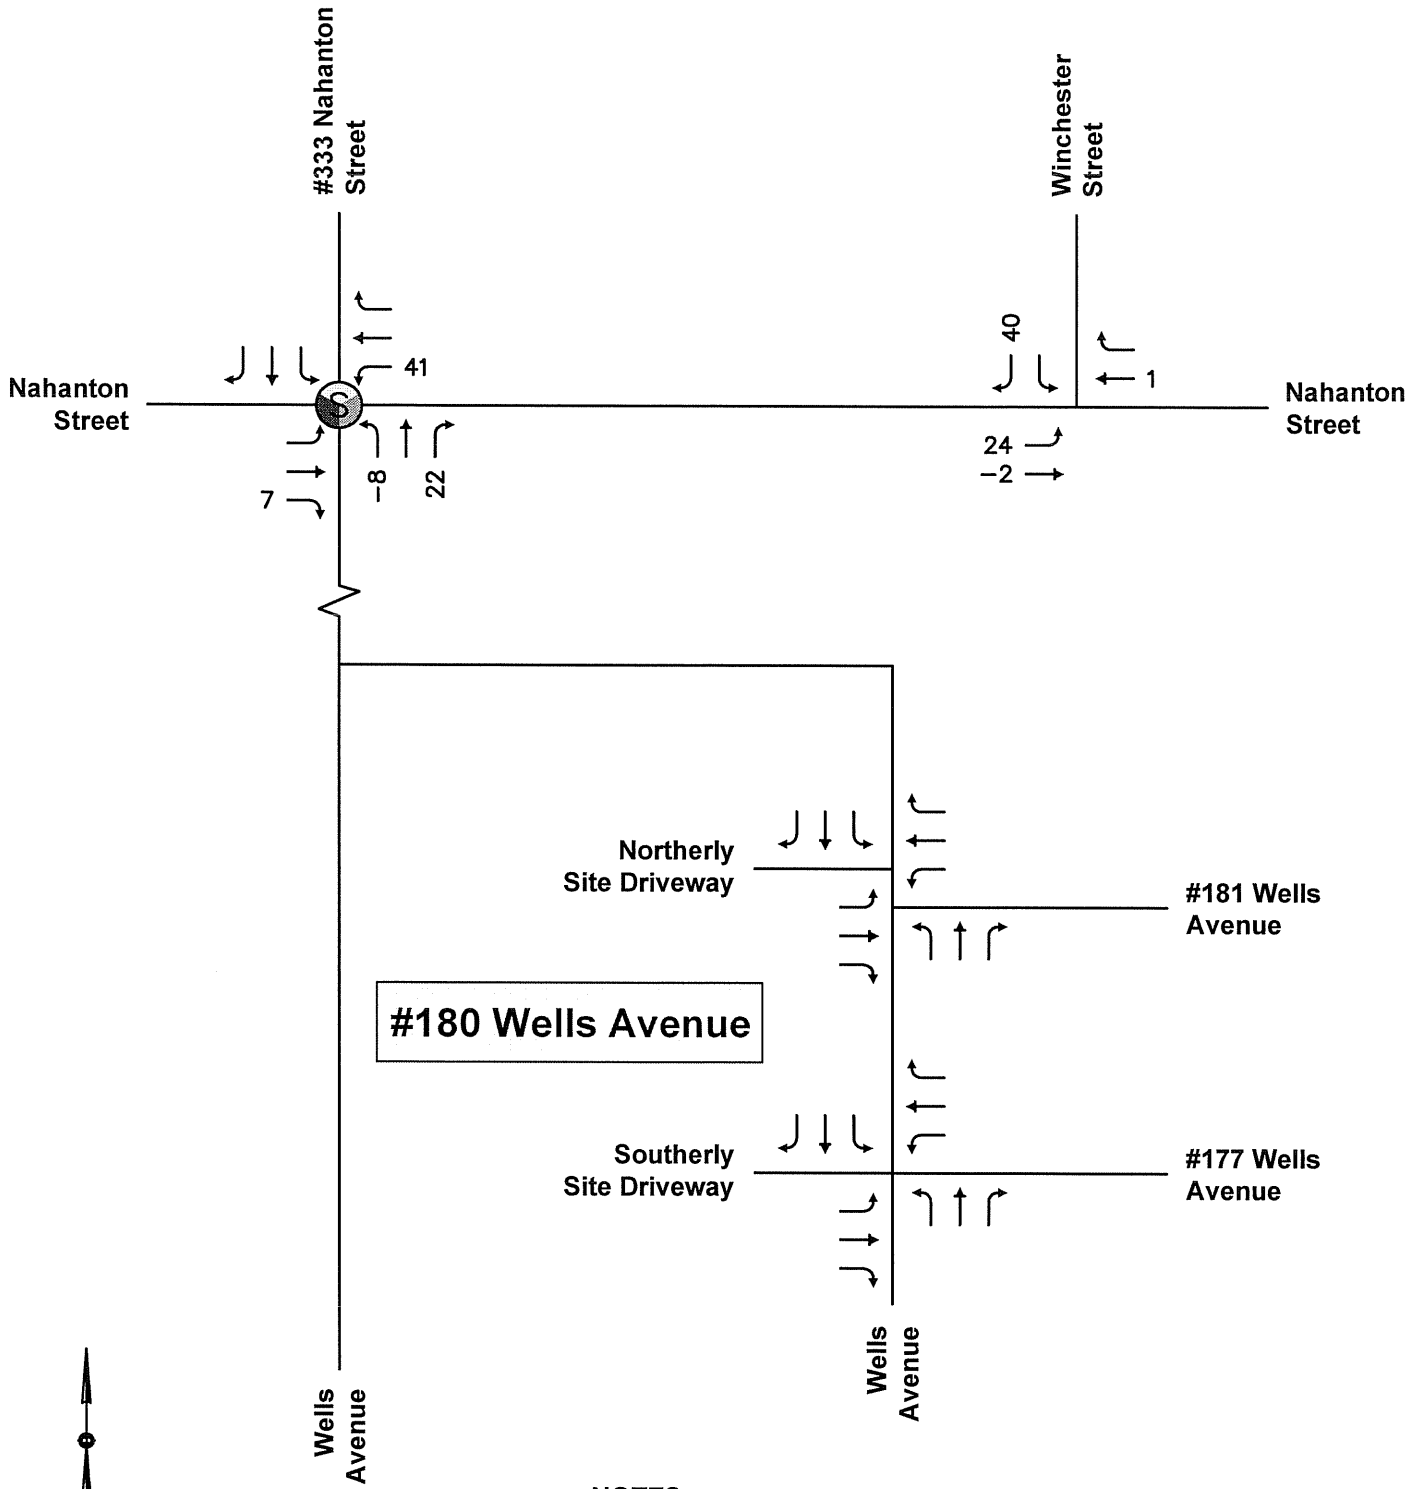 #333 Nahanton
Street
Winchester
Street
40
41
1
Nahanton
Street
S
Nahanton
Street
24
-2
7
-8
22
Northerly
Site Driveway
#181 Wells
Avenue
#180 Wells Avenue
Southerly
Site Driveway
#177 Wells
Avenue
Wells
Avenue
Wells
Avenue